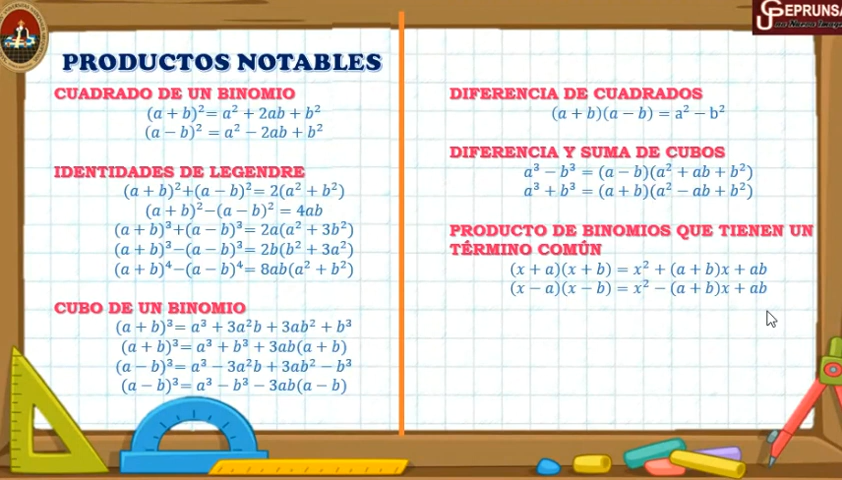 PRODUCTOS NOTABLES
CUADRADO DE UN BINOMIO
(a + b)²= a² + 2ab + b²
(a − b)² = a² − 2ab + b²
IDENTIDADES DE LEGENDRE
(a + b)²+(a − b)²= 2(a² + b²)
(a + b)²−(a − b)² = 4ab
(a + b)³+(a − b)³= 2a(a² + 3b²)
(a + b)³−(a − b)³= 2b(b² + 3a²)
(a + b)⁴−(a − b)⁴= 8ab(a² + b²)
CUBO DE UN BINOMIO
(a + b)³= a³ + 3a²b + 3ab² + b³
(a + b)³= a³ + b³ + 3ab(a + b)
(a − b)³= a³ − 3a²b + 3ab² − b³
(a − b)³= a³ − b³ − 3ab(a − b)
CEPRUNSA
DIFERENCIA DE CUADRADOS
(a + b)(a − b) = a² − b²
DIFERENCIA Y SUMA DE CUBOS
a³ − b³ = (a − b)(a² + ab + b²)
a³ + b³ = (a + b)(a² − ab + b²)
PRODUCTO DE BINOMIOS QUE TIENEN UN
TÉRMINO COMÚN
(x + a)(x + b) = x² + (a + b)x + ab
(x − a)(x − b) = x² − (a + b)x + ab